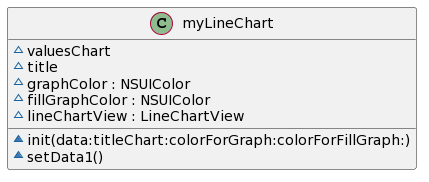 C myLineChart
valuesChart
title
graphColor : NSUIColor
fillGraphColor : NSUIColor
lineChartView : LineChartView
init(data:titleChart:colorForGraph:colorForFillGraph:)
setData1()